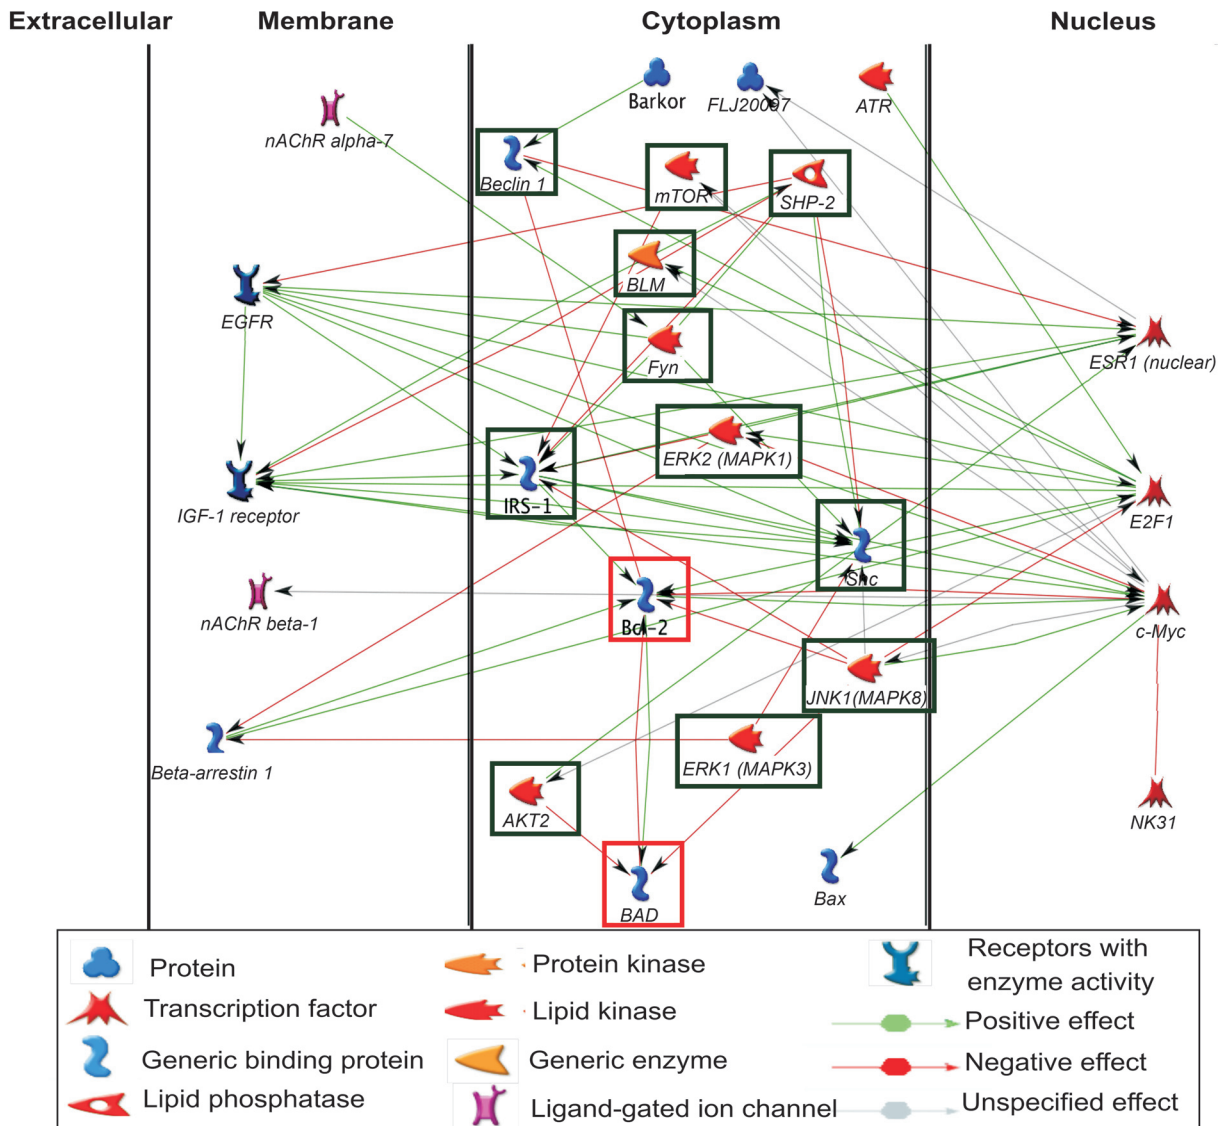 Extracellular Membrane Cytoplasm Nucleus
Barkor
FLJ20097
ATR
nAChR alpha-7
Beclin 1
mTOR
SHP-2
BLM
EGFR
Fyn
ESR1 (nuclear)
ERK2 (MAPK1)
IRS-1
IGF-1 receptor
E2F1
Shc
nAChR beta-1
Bcl-2
c-Myc
JNK1(MAPK8)
Beta-arrestin 1
ERK1 (MAPK3)
AKT2
NK31
Bax
BAD
Protein
Transcription factor
Generic binding protein
Lipid phosphatase
Protein kinase
Lipid kinase
Generic enzyme
Ligand-gated ion channel
Receptors with
enzyme activity
Positive effect
Negative effect
Unspecified effect